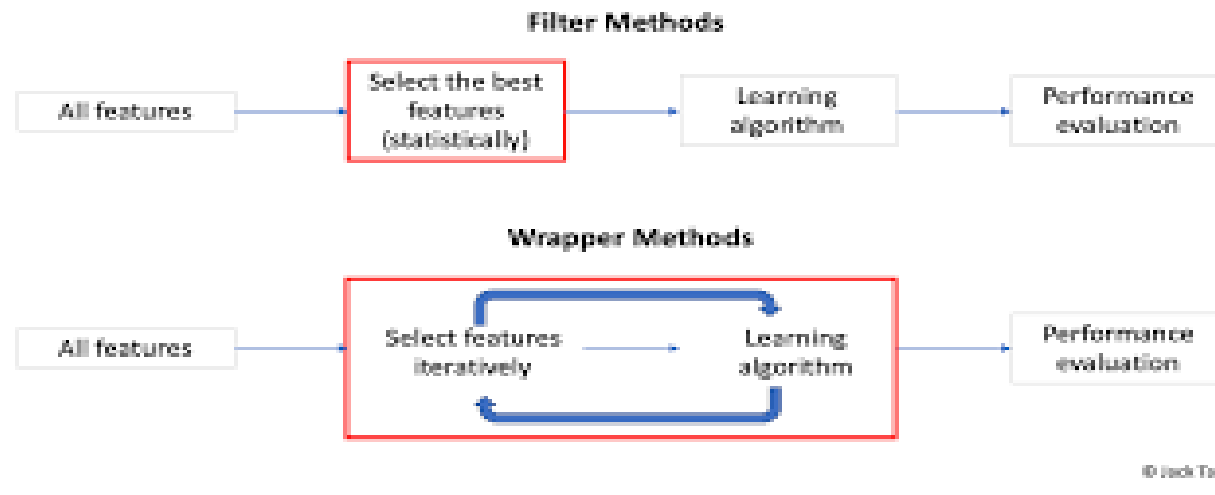 Filter Methods
All features
Select the best
features
(statistically)
Learning
algorithm
Performance
evaluation
Wrapper Methods
All features
Select features
iteratively
Learning
algorithm
Performance
evaluation
© Jack